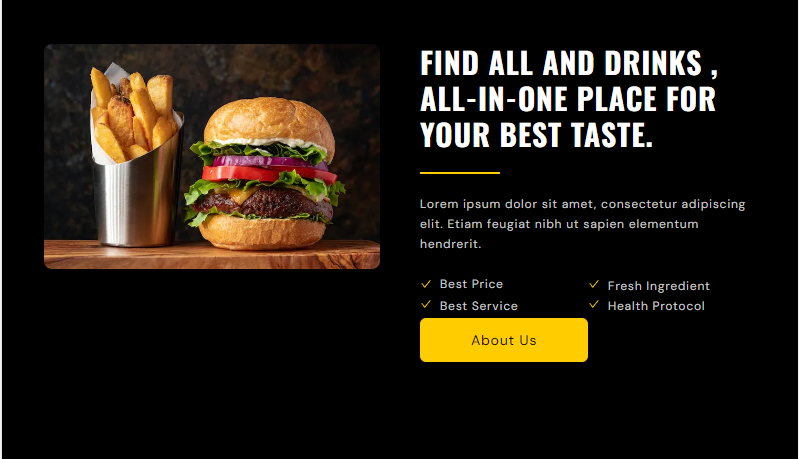 FIND ALL AND DRINKS ,
ALL-IN-ONE PLACE FOR
YOUR BEST TASTE.
Lorem ipsum dolor sit amet, consectetur adipiscing
elit. Etiam feugiat nibh ut sapien elementum
hendrerit.
Best Price
Fresh Ingredient
Best Service
Health Protocol
About Us